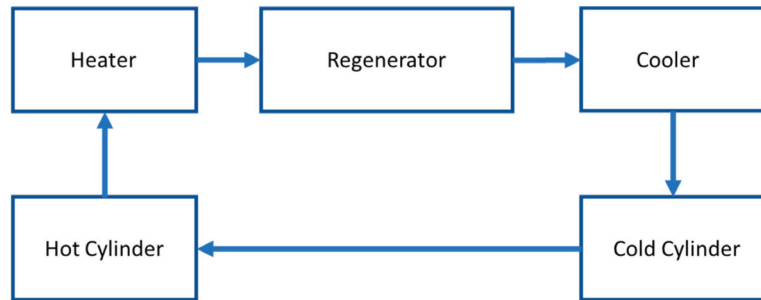 Heater
Regenerator
Cooler
Hot Cylinder
Cold Cylinder